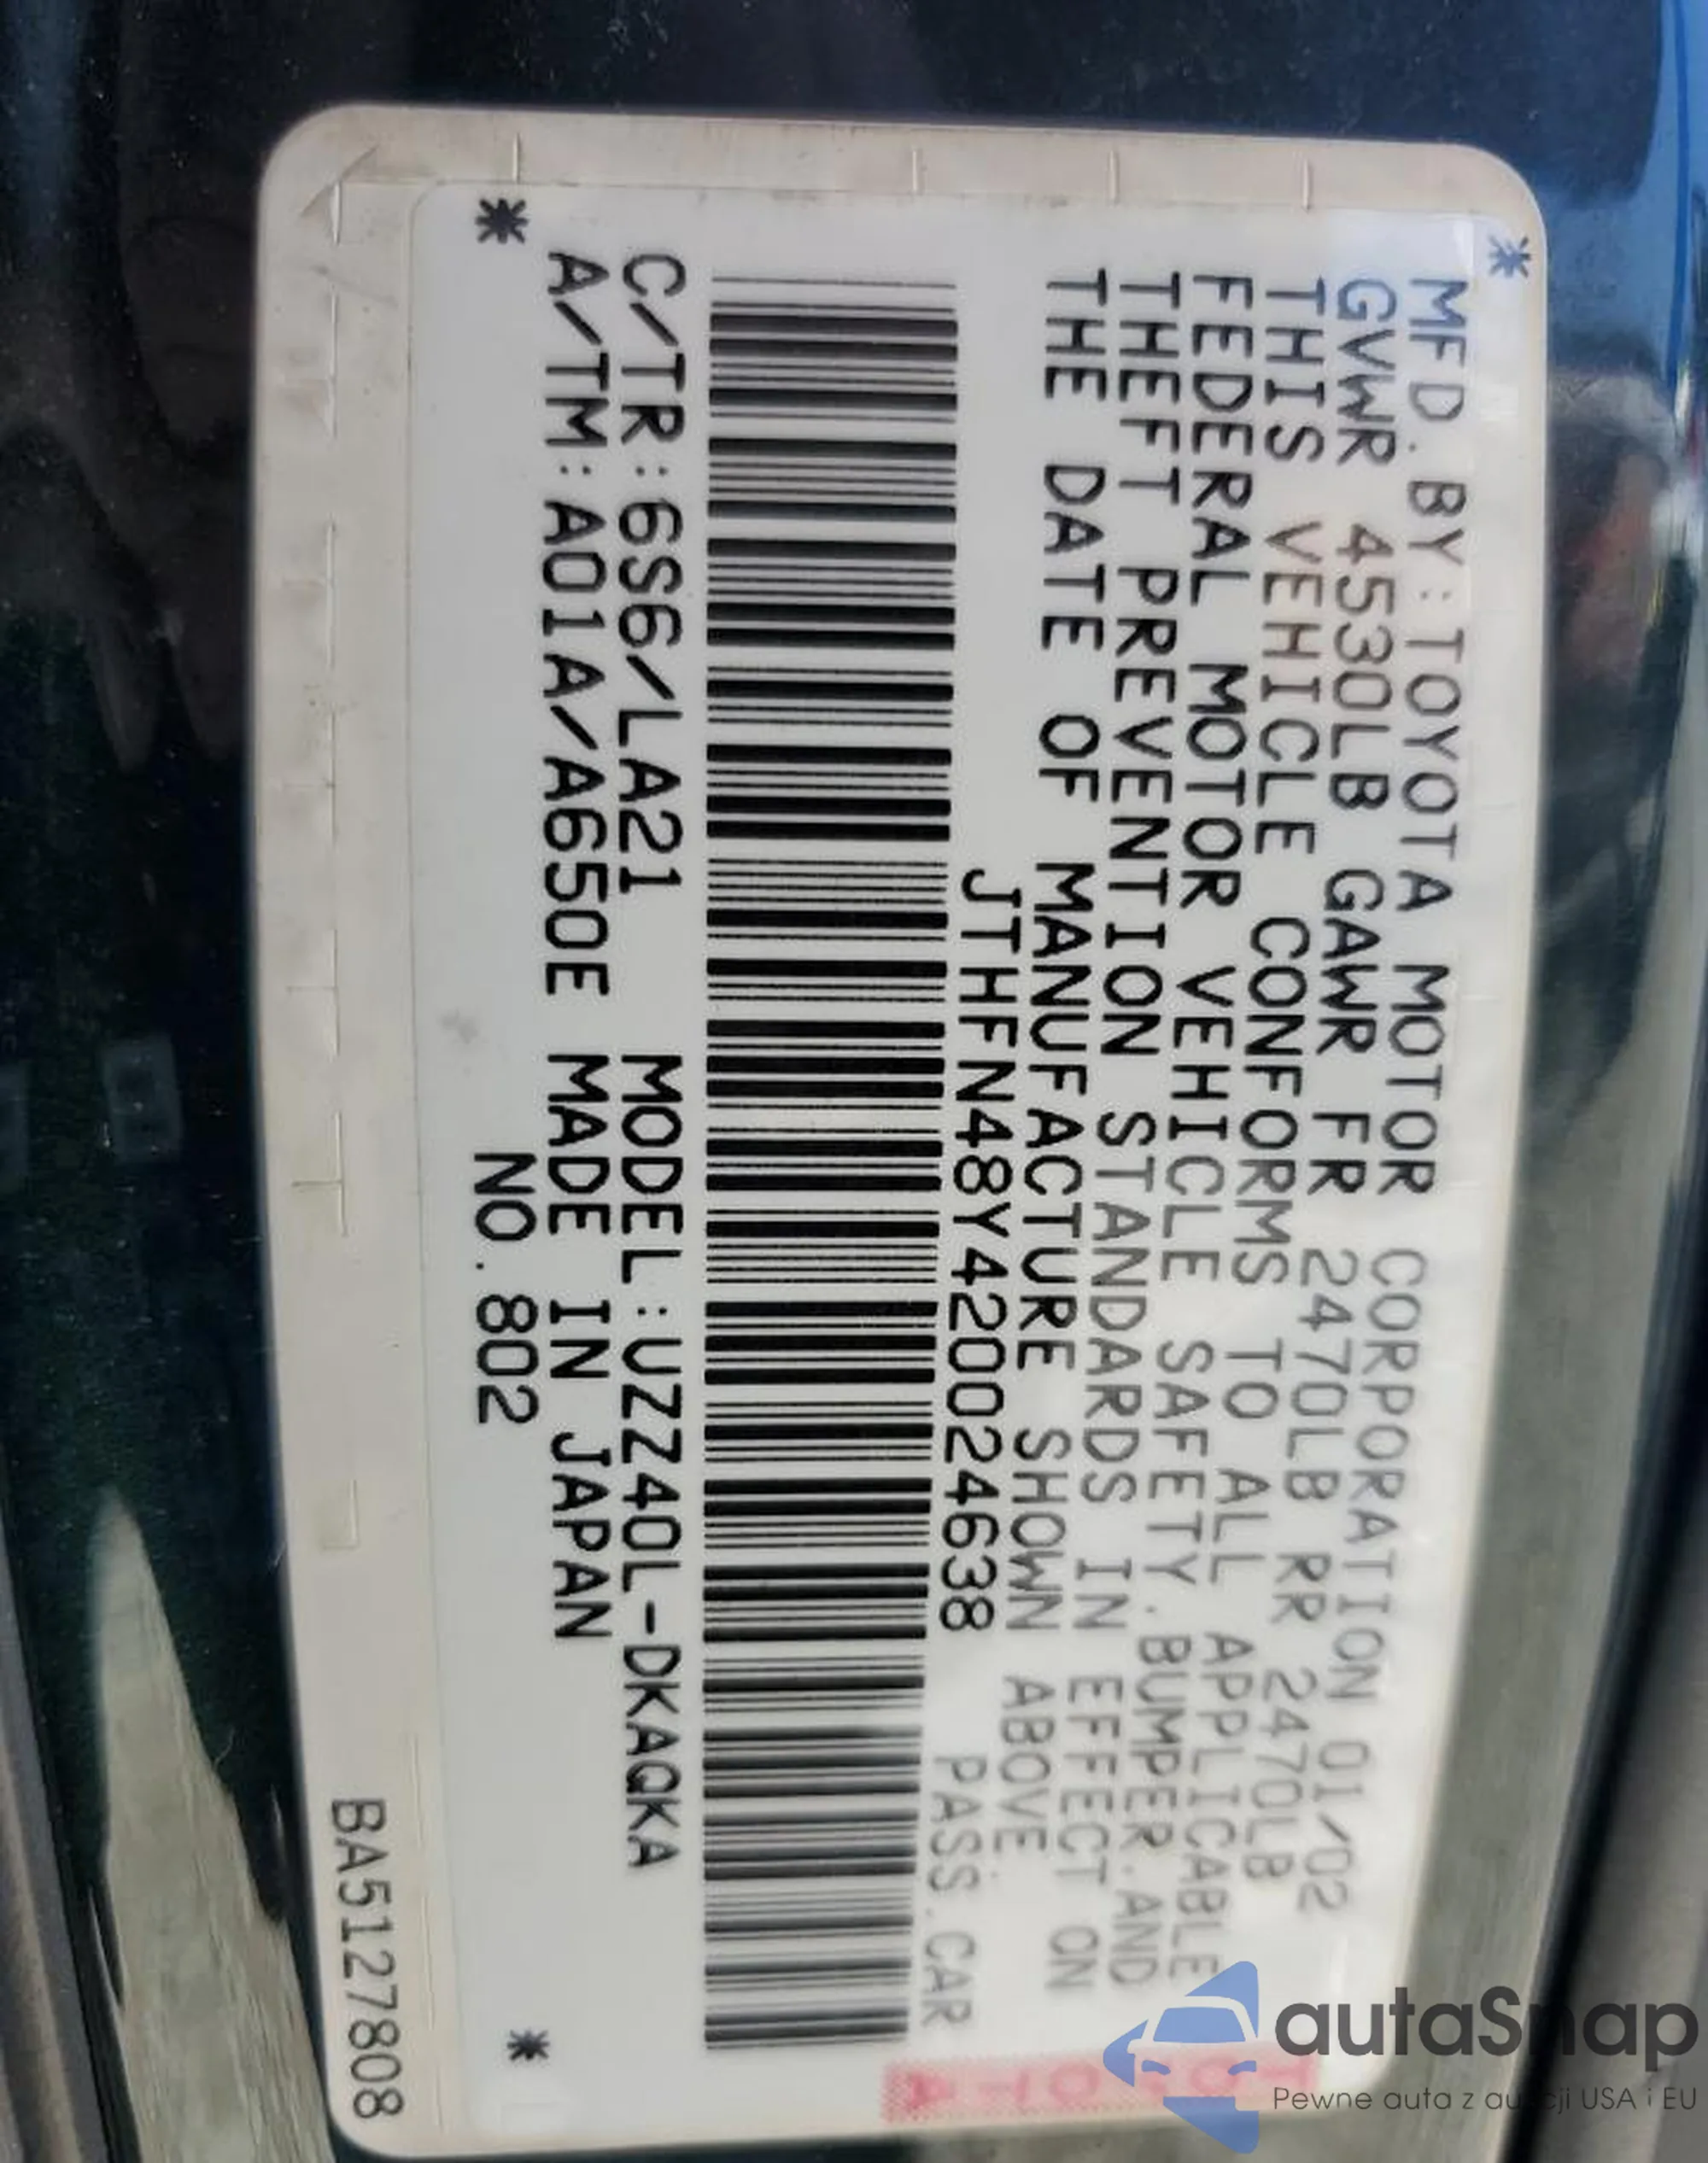 MFD.BY:TOYOTA MOTOR CORPORATION 01/02
GVWR 4530LB GAWR FR 2470LB RR 2470LB
THIS VEHICLE CONFORMS TO ALL APPLICABLE
FEDERAL MOTOR VEHICLE SAFETY.BUMPER.AND
THEFT PREVENTION STANDARDS IN EFFECT ON
THE DATE OF MANUFACTURE SHOWN ABOVE.
JTHFN48Y420024638 PASS.CAR
C/TR:6S6/LA21 MODEL:UZZ40L-DKAQKA
A/TM:A01A/A650E MADE IN JAPAN
NO.802
BA5127808
autaSnap
Pewne auta z aukcji USA i EU